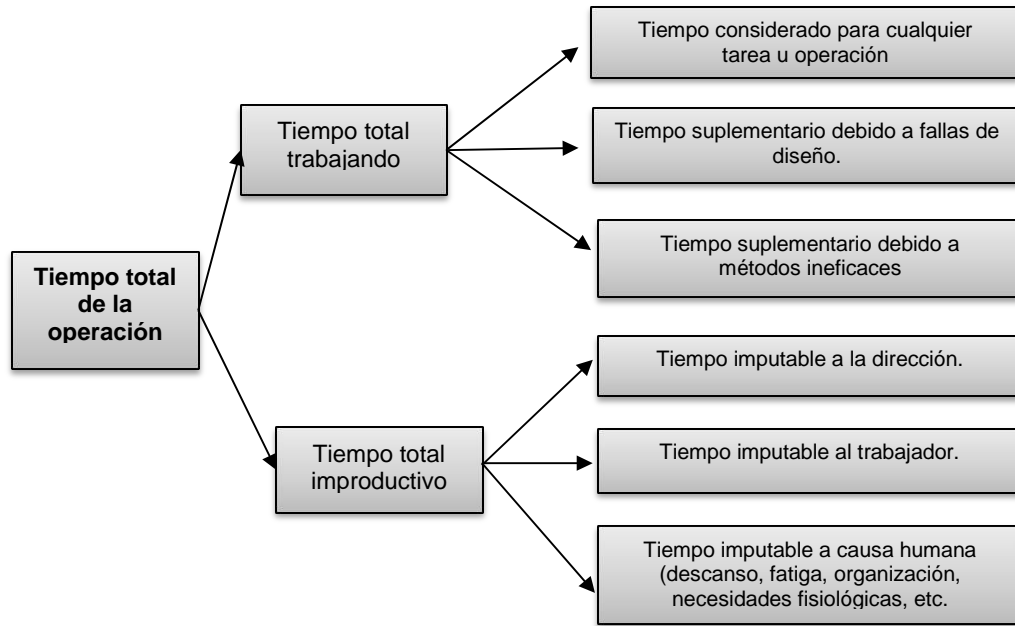 Tiempo considerado para cualquier
tarea u operación
Tiempo total
trabajando
Tiempo suplementario debido a fallas de
diseño.
Tiempo suplementario debido a
métodos ineficaces
Tiempo total
de la
operación
Tiempo imputable a la dirección.
Tiempo total
improductivo
Tiempo imputable al trabajador.
Tiempo imputable a causa humana
(descanso, fatiga, organización,
necesidades fisiológicas, etc.